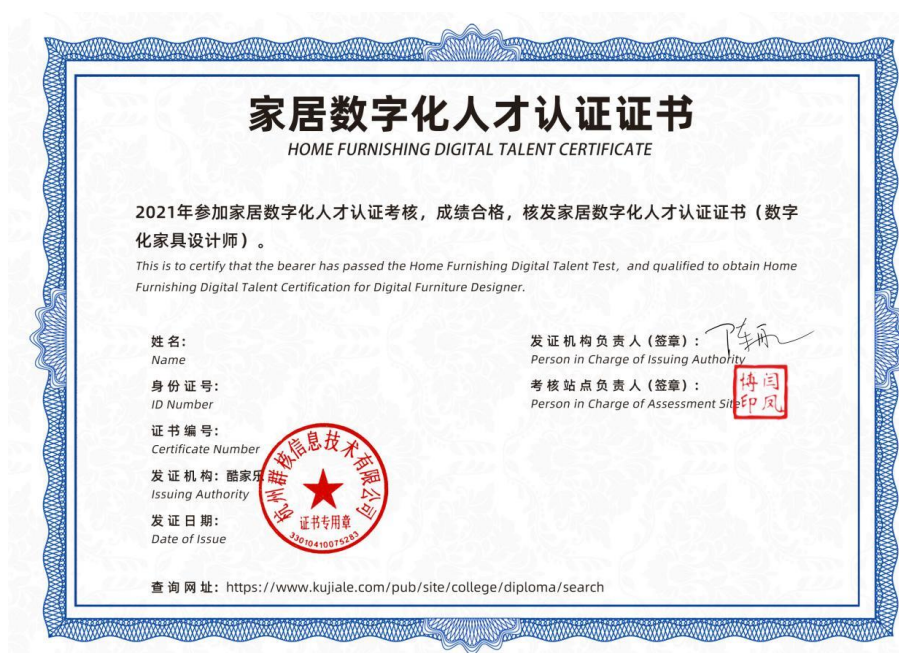 家居数字化人才认证证书
HOME FURNISHING DIGITAL TALENT CERTIFICATE
2021年参加家居数字化人才认证考核，成绩合格，核发家居数字化人才认证证书（数字
化家具设计师）。
This is to certify that the bearer has passed the Home Furnishing Digital Talent Test, and qualified to obtain Home
Furnishing Digital Talent Certification for Digital Furniture Designer.
姓名：
Name
身份证号：
ID Number
证书编号：
Certificate Number
发证机构：酷家乐
Issuing Authority
发证日期：
Date of Issue
发证机构负责人（签章）：
Person in Charge of Issuing Authority
考核站点负责人（签章）：
Person in Charge of Assessment Site
闫凤
博印
杭州群核信息技术有限公司
证书专用章
33010410075283
查询网址：https://www.kujiale.com/pub/site/college/diploma/search